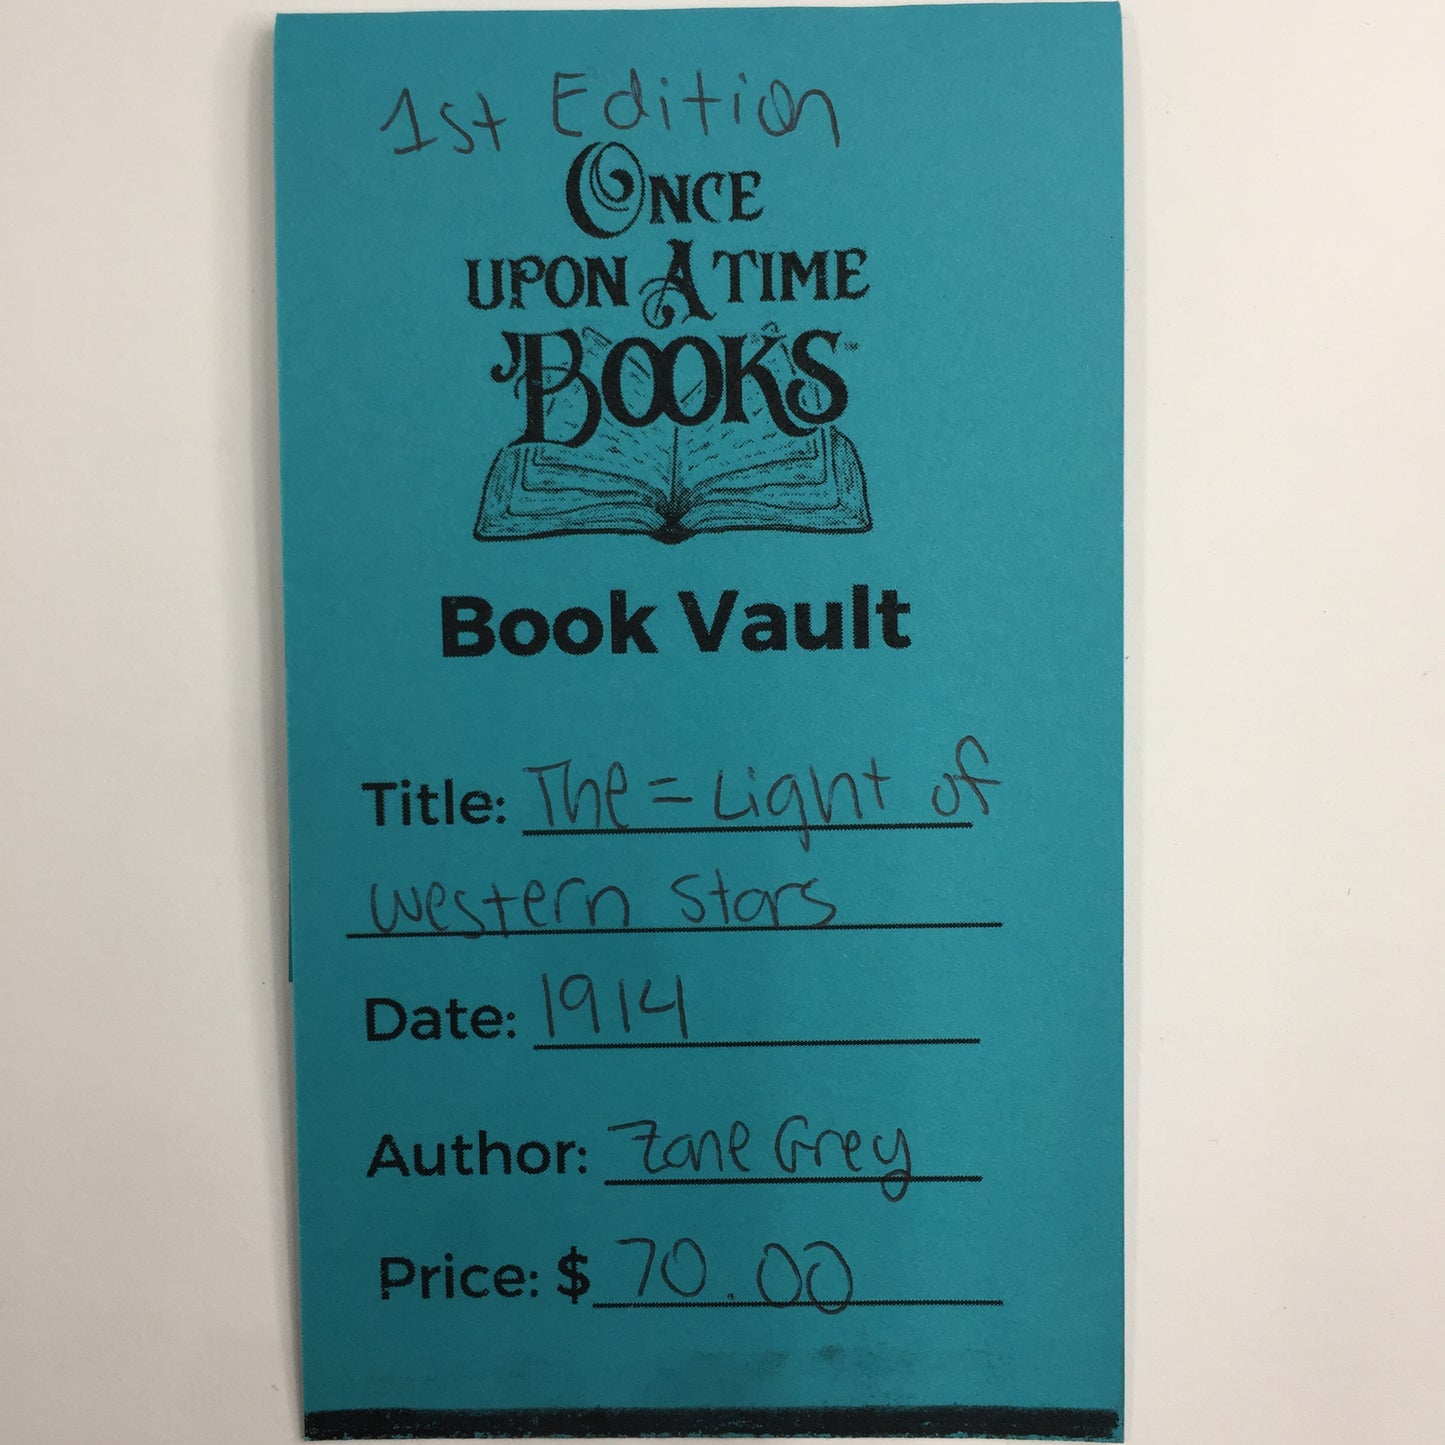 1st Edition
ONCE
UPON A TIME
BOOKS
Book Vault
Title: The = Light of
western stars
Date: 1914
Author: Zane Grey
Price: $ 70.00